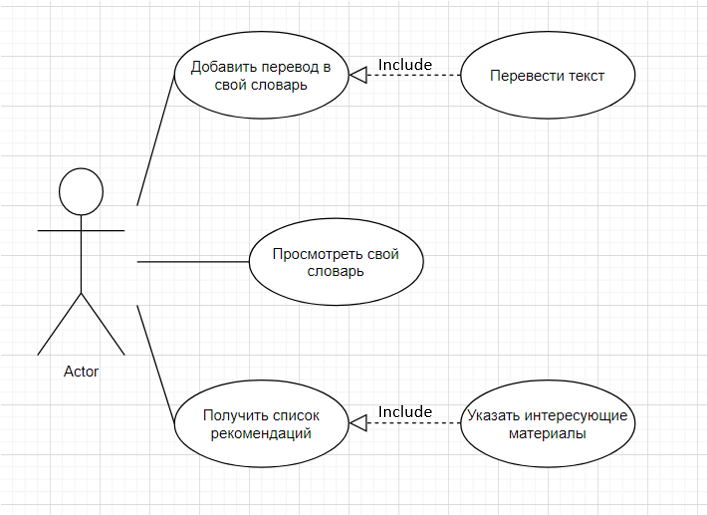 Добавить перевод в
свой словарь
Include
Перевести текст
Просмотреть свой
словарь
Actor
Получить список
рекомендаций
Include
Указать интересующие
материалы